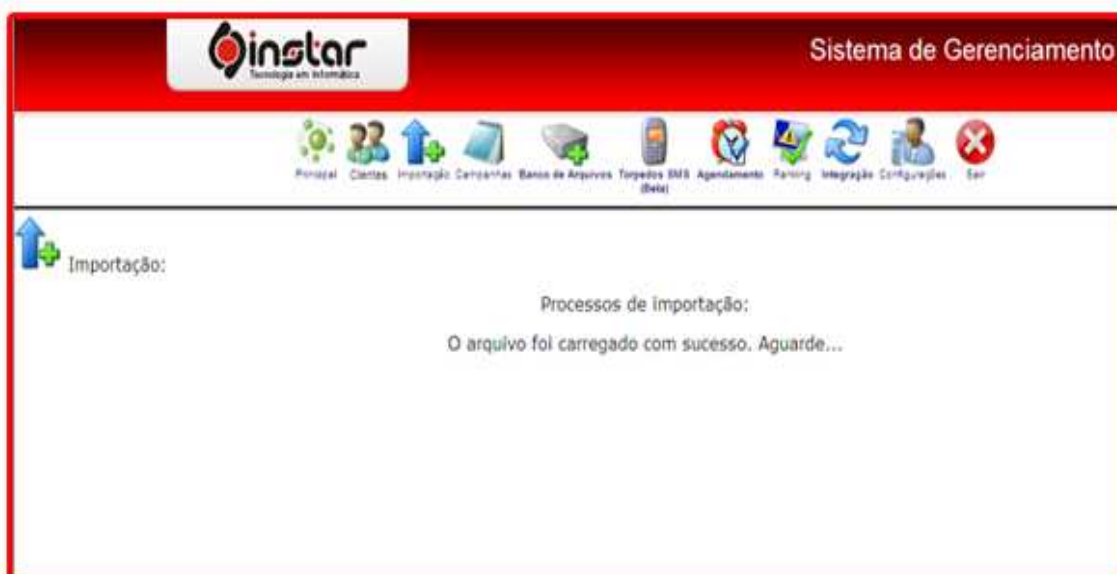 instar
Tecnologia em Informática
Sistema de Gerenciamento
Principal Clientes Importação Campanhas Banco de Arquivos Torpedos SMS Agendamento Ranking Integração Configurações Sair
(Beta)
Importação:
Processos de importação:
O arquivo foi carregado com sucesso. Aguarde...